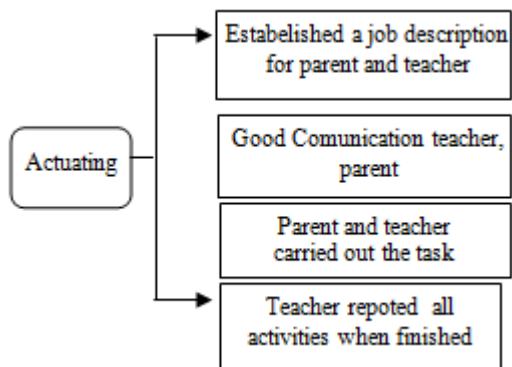 Estabelished a job description
for parent and teacher
Good Comunication teacher,
parent
Actuating
Parent and teacher
carried out the task
Teacher repoted all
activities when finished